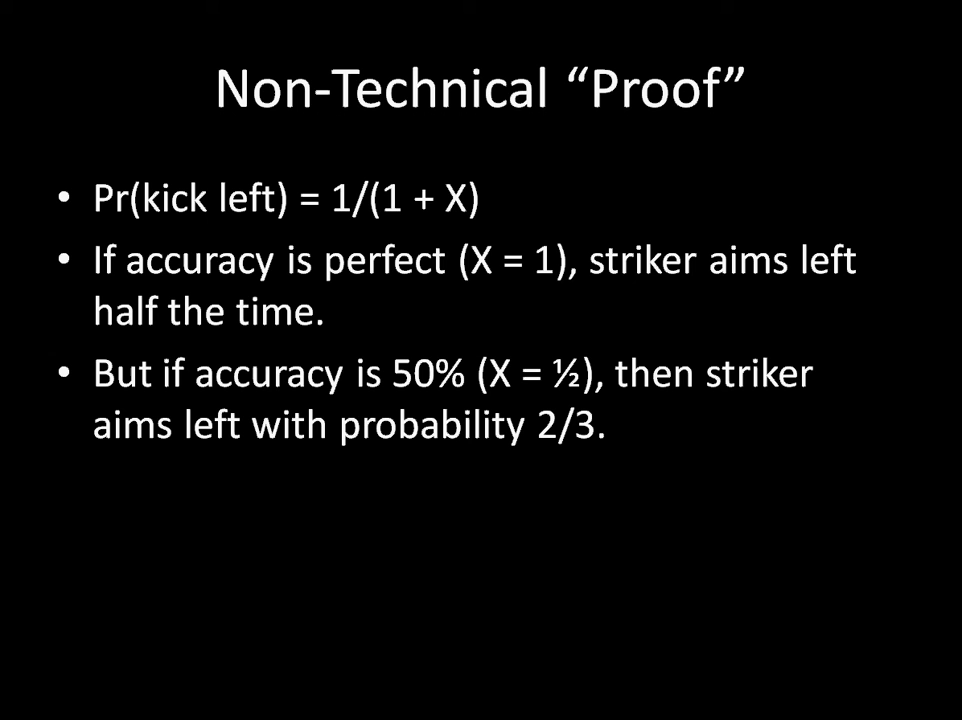 Non-Technical “Proof”
• Pr(kick left) = 1/(1 + X)
• If accuracy is perfect (X = 1), striker aims left
half the time.
• But if accuracy is 50% (X = ½), then striker
aims left with probability 2/3.